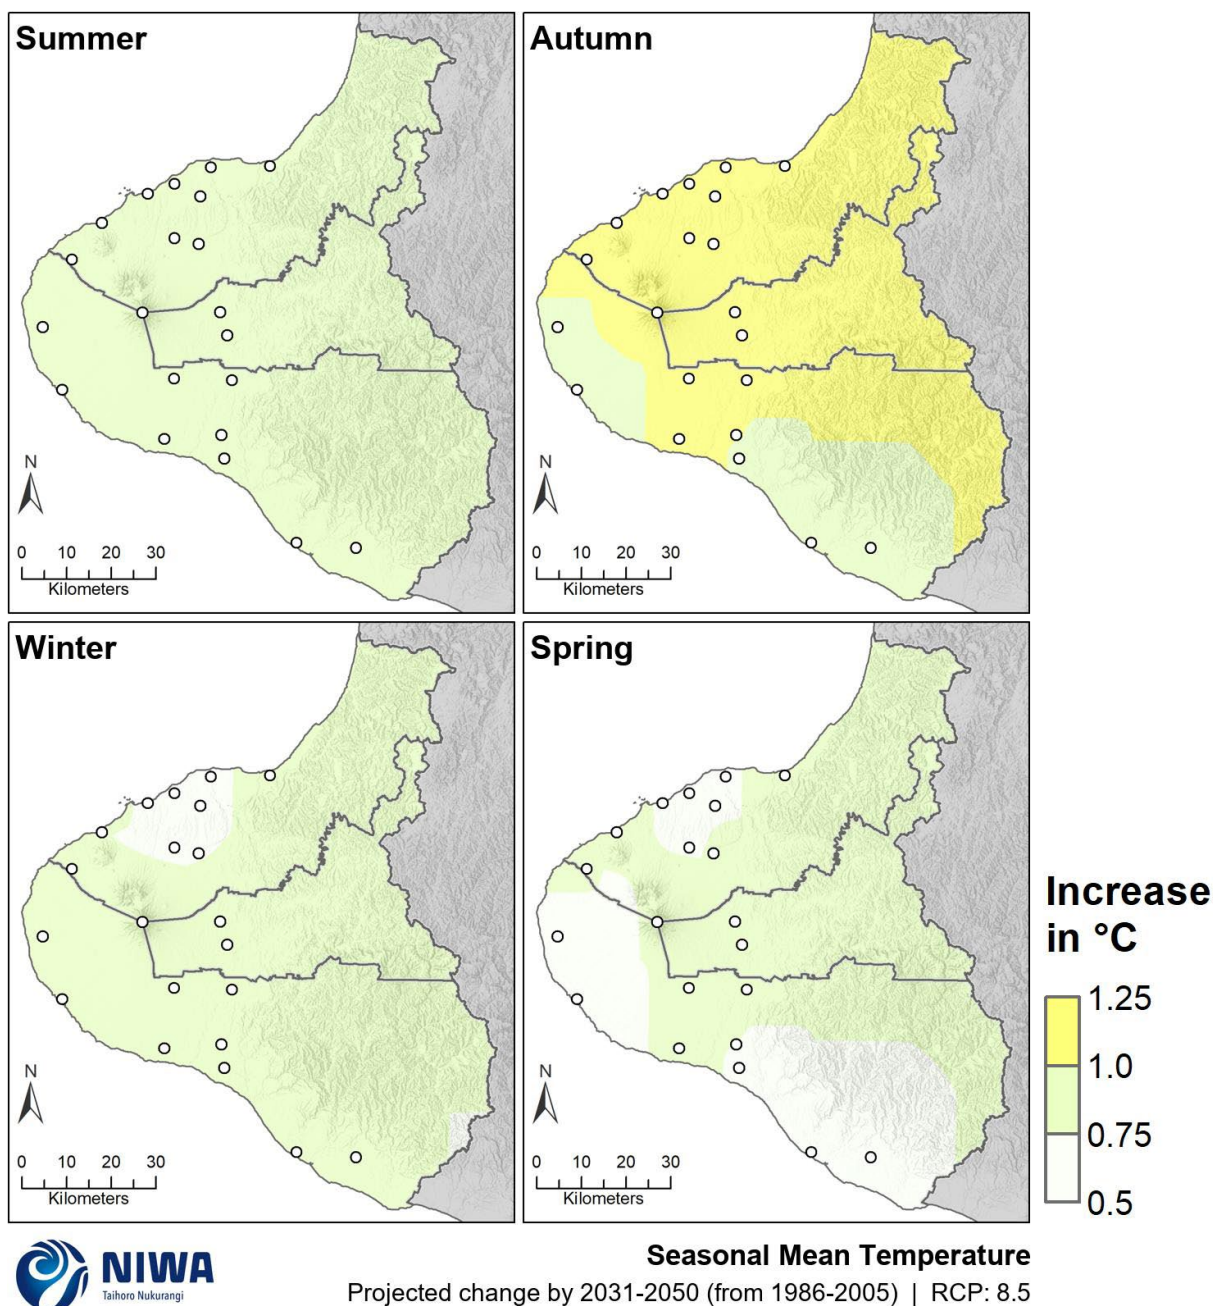 Summer
N
0 10 20 30
Kilometers
Autumn
N
0 10 20 30
Kilometers
Winter
N
0 10 20 30
Kilometers
Spring
N
0 10 20 30
Kilometers
Increase
in °C
1.25
1.0
0.75
0.5
NIWA
Taihoro Nukurangi
Seasonal Mean Temperature
Projected change by 2031-2050 (from 1986-2005) | RCP: 8.5